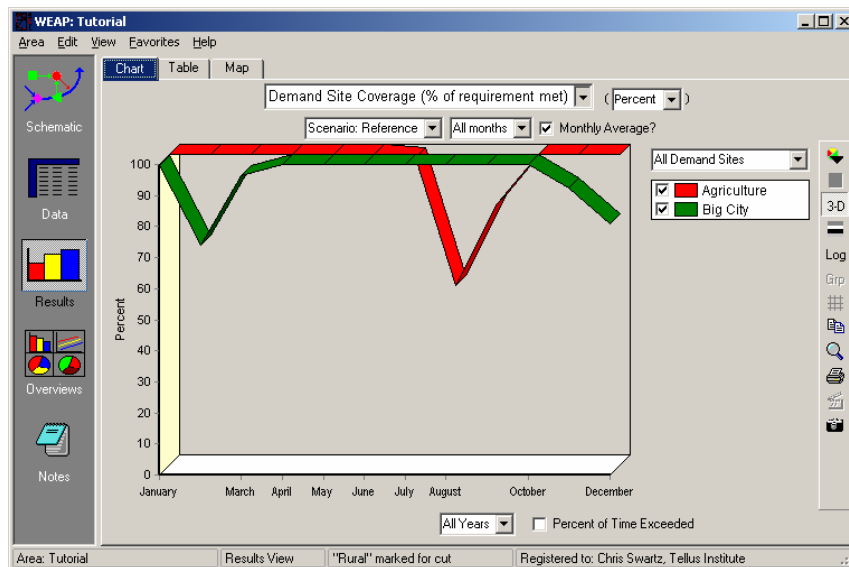 WEAP: Tutorial
Area Edit View Favorites Help
Chart Table Map
Demand Site Coverage (% of requirement met) ( Percent )
Scenario: Reference All months Monthly Average?
Schematic
Data
Results
Overviews
Notes
All Demand Sites
Agriculture
Big City
3-D
Log
Grp
Percent
100
90
80
70
60
50
40
30
20
10
0
January March April May June July August October December
All Years Percent of Time Exceeded
Area: Tutorial Results View "Rural" marked for cut Registered to: Chris Swartz, Tellus Institute